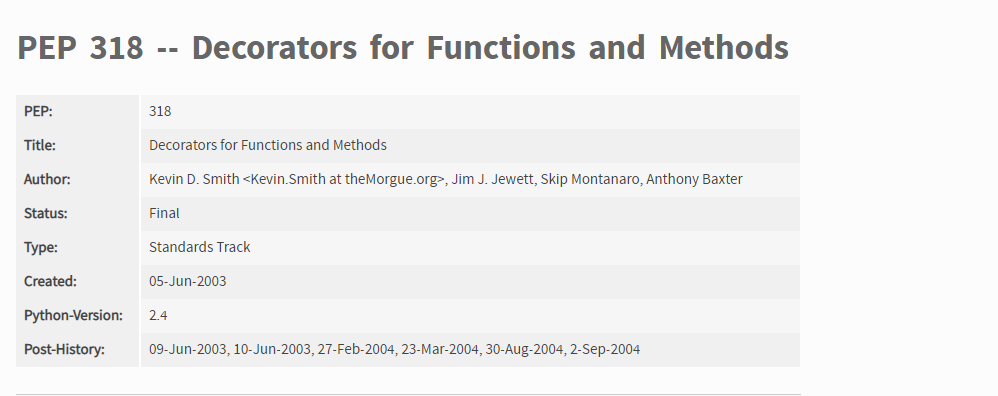 PEP 318 -- Decorators for Functions and Methods
PEP: 318
Title: Decorators for Functions and Methods
Author: Kevin D. Smith <Kevin.Smith at theMorgue.org>, Jim J. Jewett, Skip Montanaro, Anthony Baxter
Status: Final
Type: Standards Track
Created: 05-Jun-2003
Python-Version: 2.4
Post-History: 09-Jun-2003, 10-Jun-2003, 27-Feb-2004, 23-Mar-2004, 30-Aug-2004, 2-Sep-2004